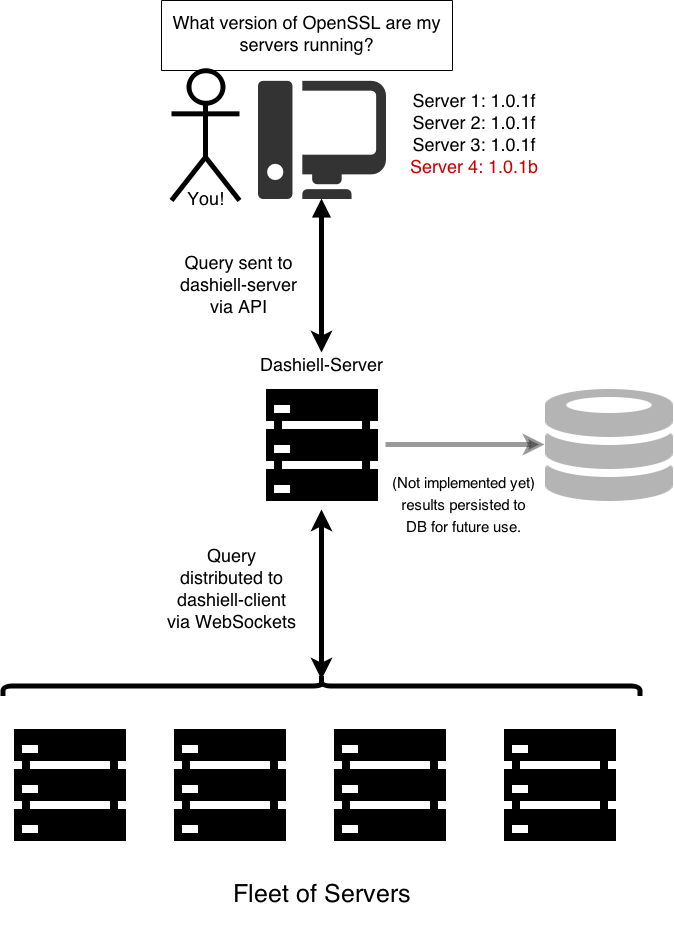 What version of OpenSSL are my
servers running?
Server 1: 1.0.1f
Server 2: 1.0.1f
Server 3: 1.0.1f
Server 4: 1.0.1b
You!
Query sent to
dashiell-server
via API
Dashiell-Server
(Not implemented yet)
results persisted to
DB for future use.
Query
distributed to
dashiell-client
via WebSockets
Fleet of Servers